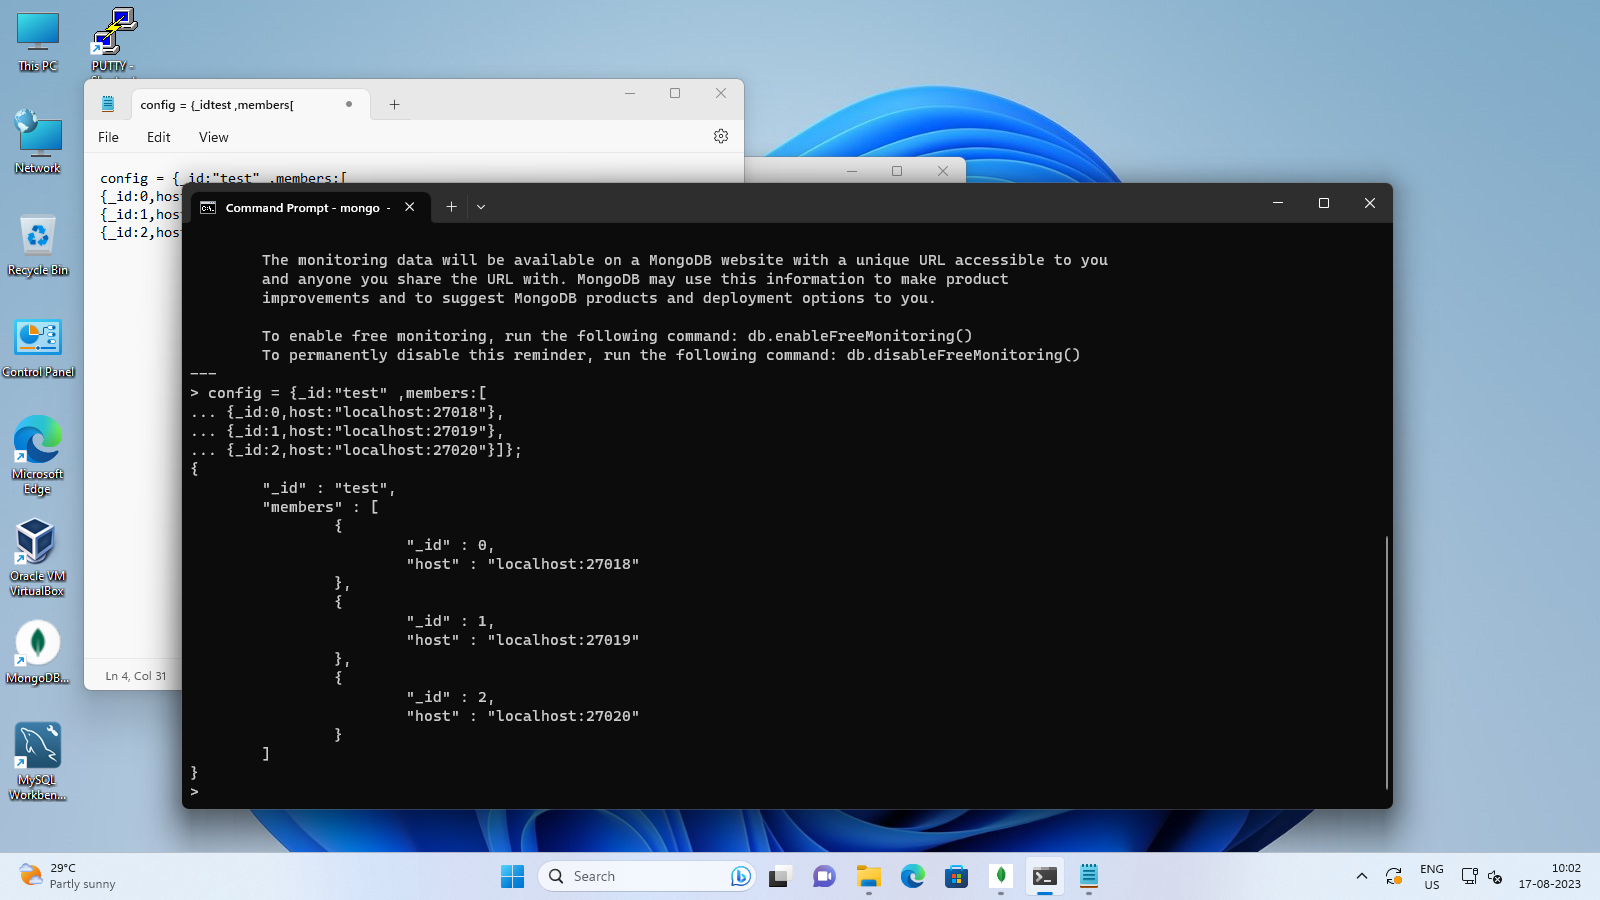 This PC
PUTTY -
Network
Recycle Bin
Control Panel
Microsoft
Edge
Oracle VM
VirtualBox
MongoDB...
MySQL
Workben...
config = {_idtest ,members[
File Edit View
config = {_id:"test" ,members:[
{_id:0,hos
{_id:1,hos
{_id:2,hos
Ln 4, Col 31
Command Prompt - mongo -
The monitoring data will be available on a MongoDB website with a unique URL accessible to you
and anyone you share the URL with. MongoDB may use this information to make product
improvements and to suggest MongoDB products and deployment options to you.
To enable free monitoring, run the following command: db.enableFreeMonitoring()
To permanently disable this reminder, run the following command: db.disableFreeMonitoring()
---
> config = {_id:"test" ,members:[
... {_id:0,host:"localhost:27018"},
... {_id:1,host:"localhost:27019"},
... {_id:2,host:"localhost:27020"}]};
{
"_id" : "test",
"members" : [
{
"_id" : 0,
"host" : "localhost:27018"
},
{
"_id" : 1,
"host" : "localhost:27019"
},
{
"_id" : 2,
"host" : "localhost:27020"
}
]
}
>
29°C
Partly sunny
Search
ENG
US
10:02
17-08-2023